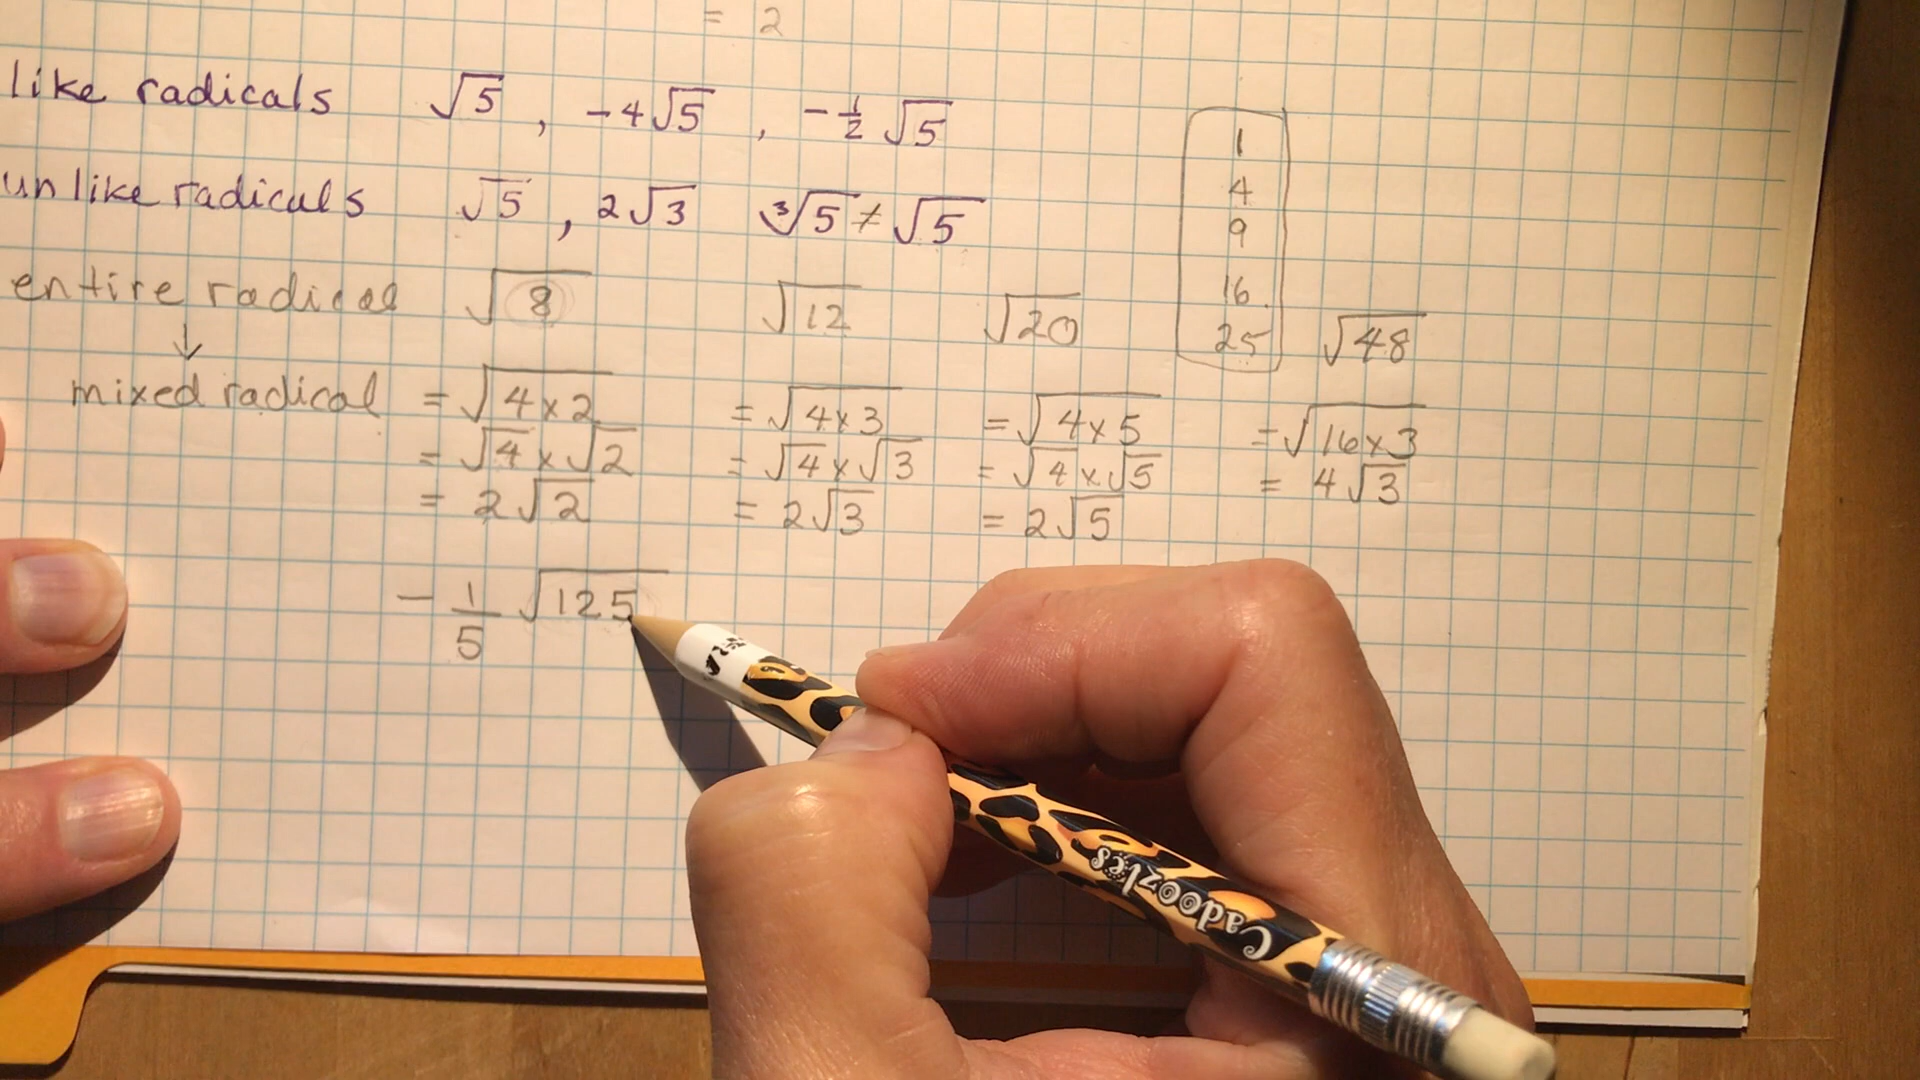 = 2
like radicals √5 , -4√5 , -1/2 √5
unlike radicals √5 , 2√3 ∛5 ≠ √5
1
4
9
16
25
entire radical √8 √12 √20 √48
↓
mixed radical = √4×2 = √4×3 = √4×5 = √16×3
= √4 × √2 = √4 × √3 = √4 × √5 = 4√3
= 2√2 = 2√3 = 2√5
- 1/5 √125
Cadoozles